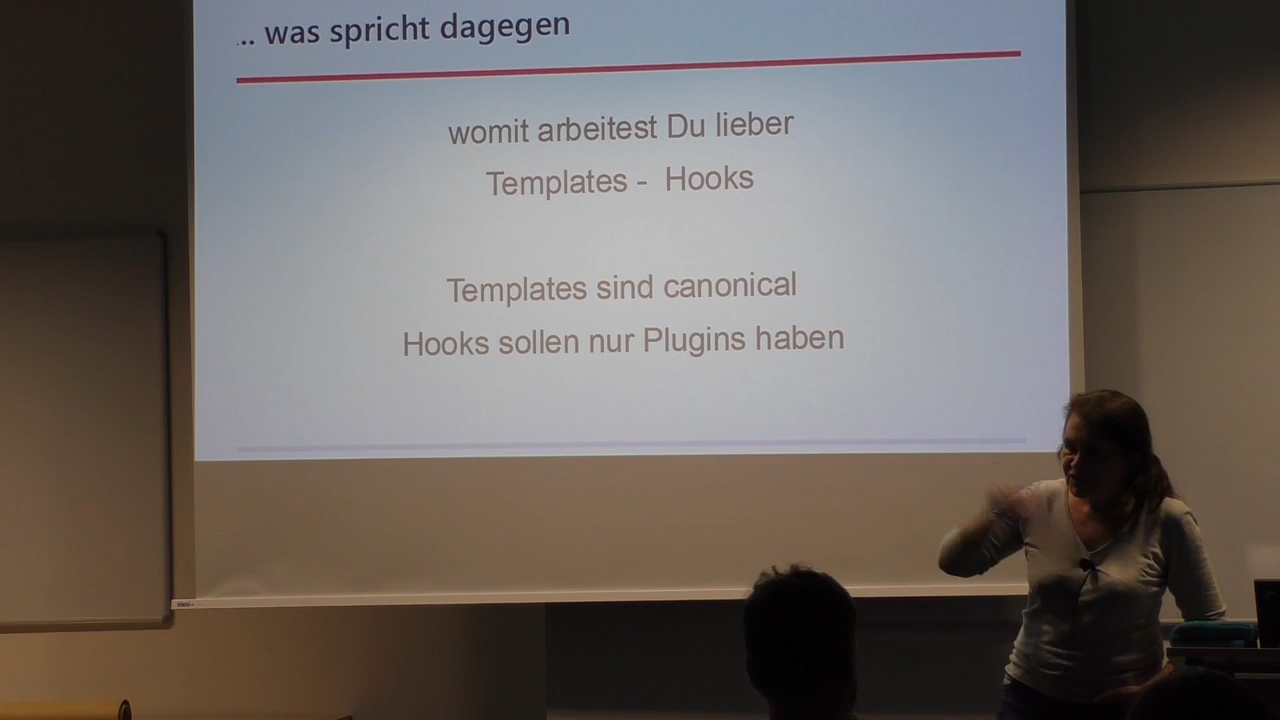 ... was spricht dagegen
womit arbeitest Du lieber
Templates - Hooks
Templates sind canonical
Hooks sollen nur Plugins haben